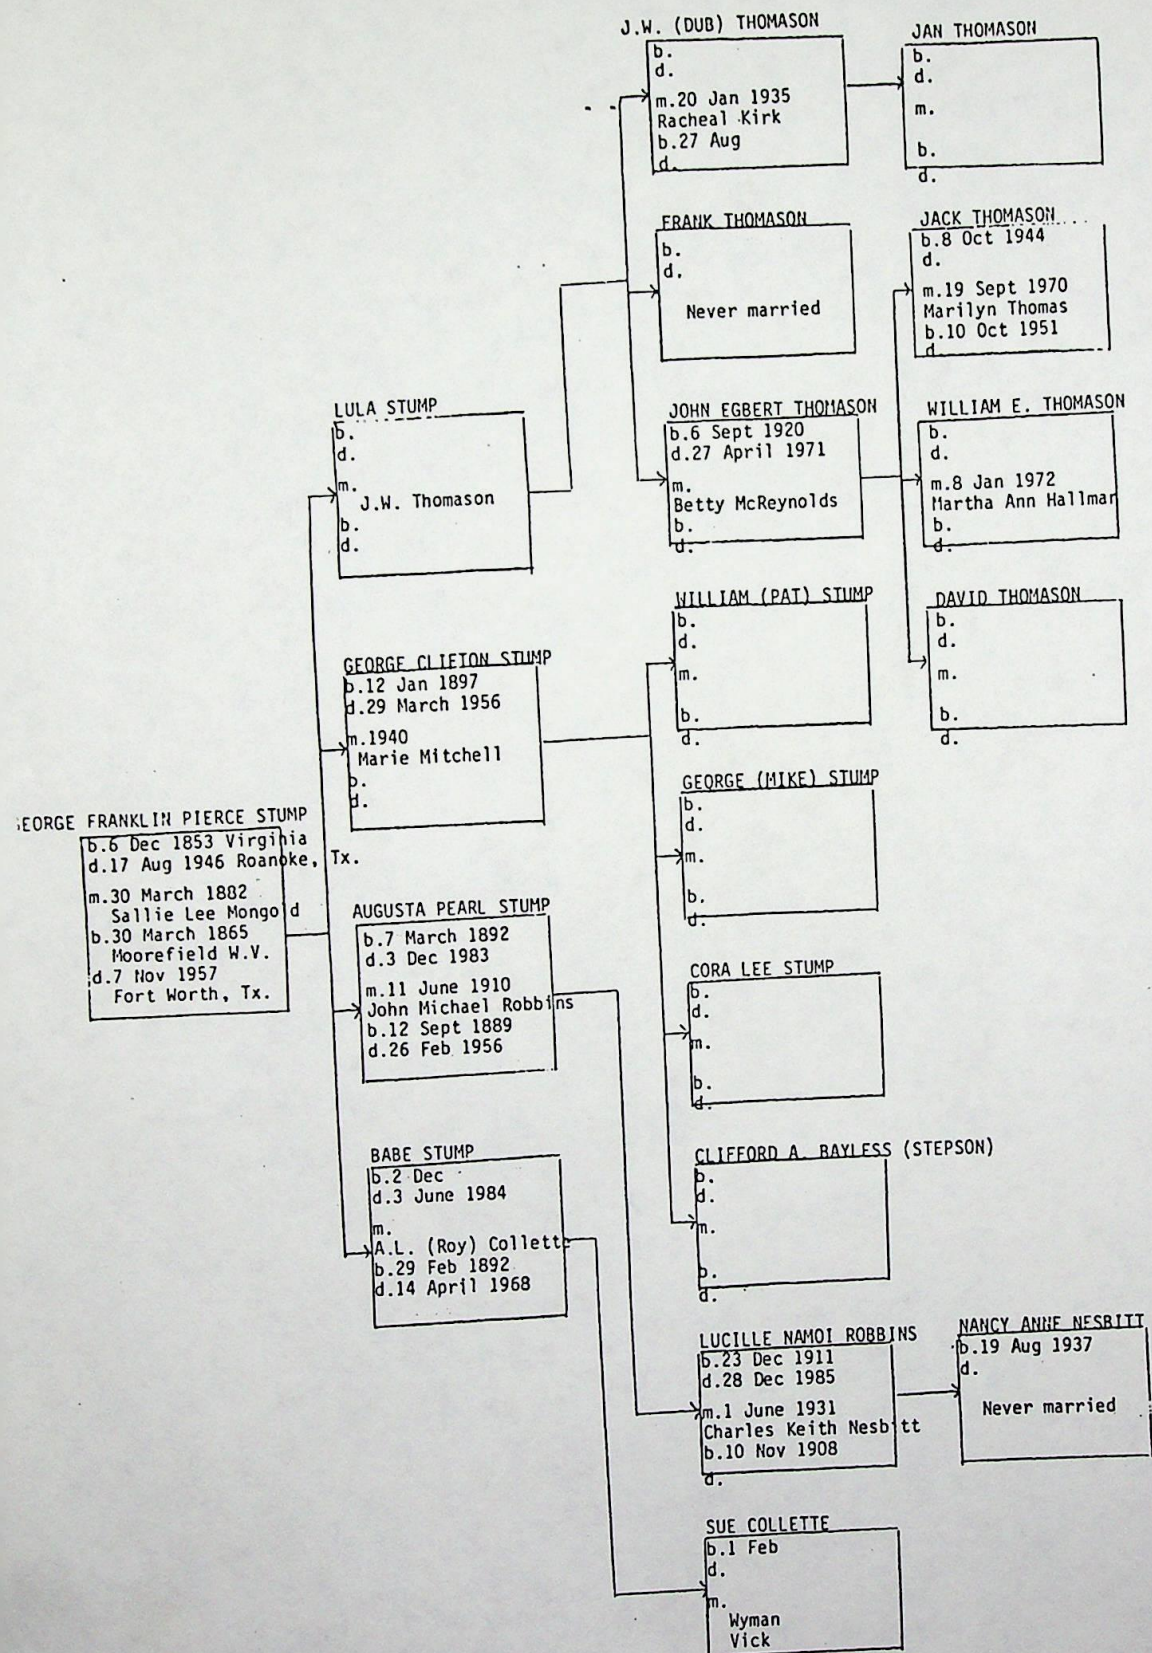 GEORGE FRANKLIN PIERCE STUMP
b.6 Dec 1853 Virginia
d.17 Aug 1946 Roanoke, Tx.
m.30 March 1882
Sallie Lee Mongold
b.30 March 1865
Moorefield W.V.
d.7 Nov 1957
Fort Worth, Tx.
LULA STUMP
b.
d.
m.
J.W. Thomason
b.
d.
GEORGE CLIFTON STUMP
b.12 Jan 1897
d.29 March 1956
m.1940
Marie Mitchell
b.
d.
AUGUSTA PEARL STUMP
b.7 March 1892
d.3 Dec 1983
m.11 June 1910
John Michael Robbins
b.12 Sept 1889
d.26 Feb 1956
BABE STUMP
b.2 Dec
d.3 June 1984
m.
A.L. (Roy) Collette
b.29 Feb 1892
d.14 April 1968
J.W. (DUB) THOMASON
b.
d.
m.20 Jan 1935
Racheal Kirk
b.27 Aug
d.
FRANK THOMASON
b.
d.
Never married
JOHN EGBERT THOMASON
b.6 Sept 1920
d.27 April 1971
m.
Betty McReynolds
b.
d.
WILLIAM (PAT) STUMP
b.
d.
m.
b.
d.
GEORGE (MIKE) STUMP
b.
d.
m.
b.
d.
CORA LEE STUMP
b.
d.
m.
b.
d.
CLIFFORD A. BAYLESS (STEPSON)
b.
d.
m.
b.
d.
LUCILLE NAMOI ROBBINS
b.23 Dec 1911
d.28 Dec 1985
m.1 June 1931
Charles Keith Nesbitt
b.10 Nov 1908
d.
SUE COLLETTE
b.1 Feb
d.
m.
Wyman
Vick
JAN THOMASON
b.
d.
m.
b.
d.
JACK THOMASON
b.8 Oct 1944
d.
m.19 Sept 1970
Marilyn Thomas
b.10 Oct 1951
d.
WILLIAM E. THOMASON
b.
d.
m.8 Jan 1972
Martha Ann Hallmar
b.
d.
DAVID THOMASON
b.
d.
m.
b.
d.
NANCY ANNE NESBITT
b.19 Aug 1937
d.
Never married